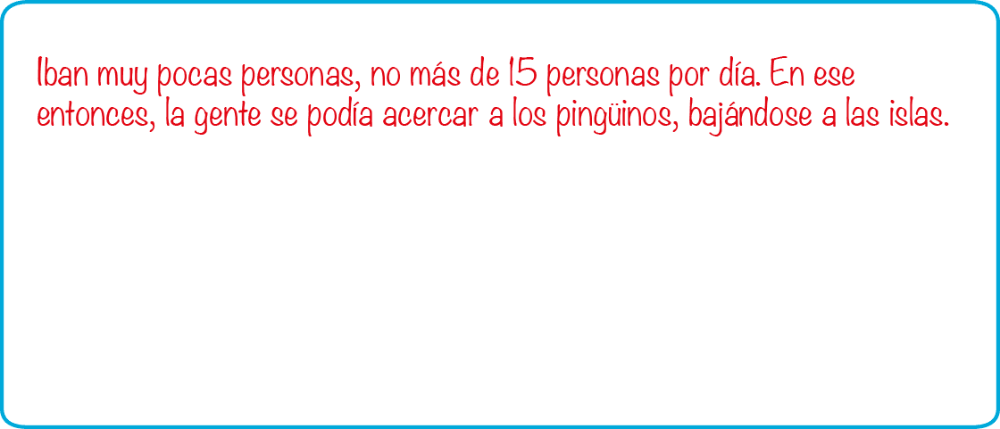 Iban muy pocas personas, no más de 15 personas por día. En ese
entonces, la gente se podía acercar a los pingüinos, bajándose a las islas.